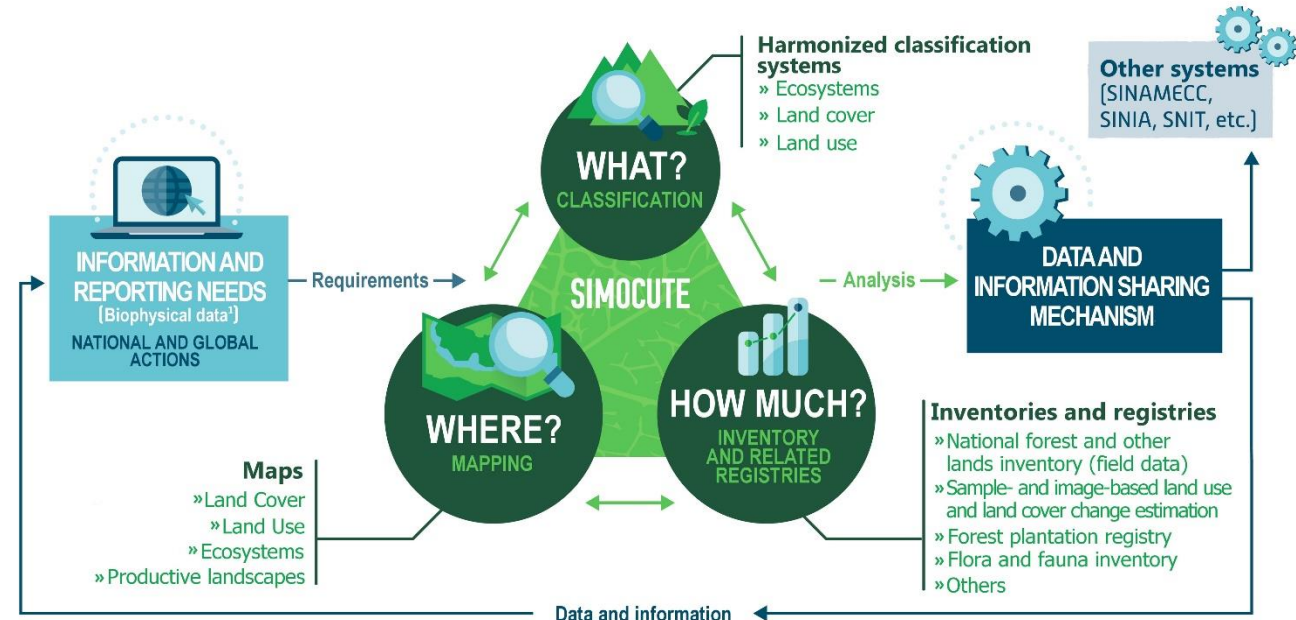 Harmonized classification
systems
» Ecosystems
» Land cover
» Land use
Other systems
(SINAMECC,
SINIA, SNIT, etc.)
WHAT?
CLASSIFICATION
INFORMATION AND
REPORTING NEEDS
(Biophysical data¹)
NATIONAL AND GLOBAL
ACTIONS
Requirements
SIMOCUTE
Analysis
DATA AND
INFORMATION SHARING
MECHANISM
WHERE?
MAPPING
HOW MUCH?
INVENTORY
AND RELATED
REGISTRIES
Maps
»Land Cover
»Land Use
»Ecosystems
»Productive landscapes
Inventories and registries
»National forest and other
lands inventory (field data)
»Sample- and image-based land use
and land cover change estimation
»Forest plantation registry
»Flora and fauna inventory
»Others
Data and information